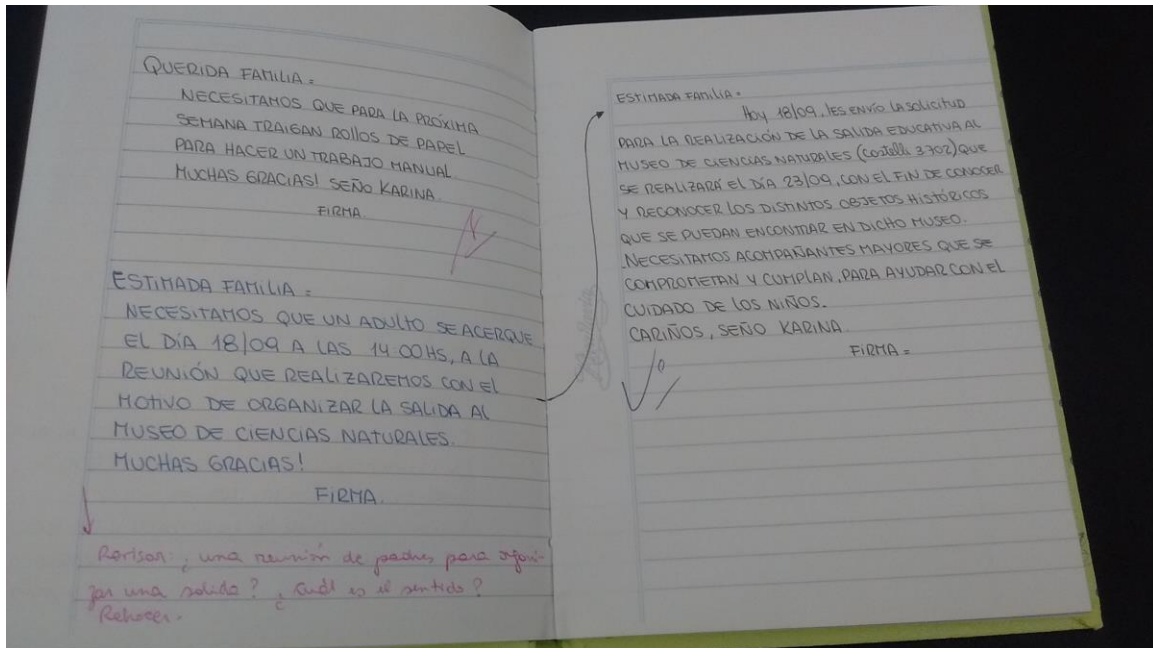 QUERIDA FAMILIA:
NECESITAMOS QUE PARA LA PRÓXIMA
SEMANA TRAIGAN ROLLOS DE PAPEL
PARA HACER UN TRABAJO MANUAL
MUCHAS GRACIAS! SEÑO KARINA.
FIRMA.
ESTIMADA FAMILIA:
NECESITAMOS QUE UN ADULTO SE ACERQUE
EL DÍA 18/09 A LAS 14:00HS, A LA
REUNIÓN QUE REALIZAREMOS CON EL
MOTIVO DE ORGANIZAR LA SALIDA AL
MUSEO DE CIENCIAS NATURALES.
MUCHAS GRACIAS!
FIRMA.
Revisar: ¿una reunión de padres para organi-
zar una salida? ¿Cuál es el sentido?
Rehacer.
ESTIMADA FAMILIA:
Hoy 18/09, les envío la solicitud
PARA LA REALIZACIÓN DE LA SALIDA EDUCATIVA AL
MUSEO DE CIENCIAS NATURALES (Costelli 3702) QUE
SE REALIZARÁ EL DÍA 23/09, CON EL FIN DE CONOCER
Y RECONOCER LOS DISTINTOS OBJETOS HISTÓRICOS
QUE SE PUEDAN ENCONTRAR EN DICHO MUSEO.
NECESITAMOS ACOMPAÑANTES MAYORES QUE SE
COMPROMETAN Y CUMPLAN, PARA AYUDAR CON EL
CUIDADO DE LOS NIÑOS.
CARIÑOS, SEÑO KARINA.
FIRMA: